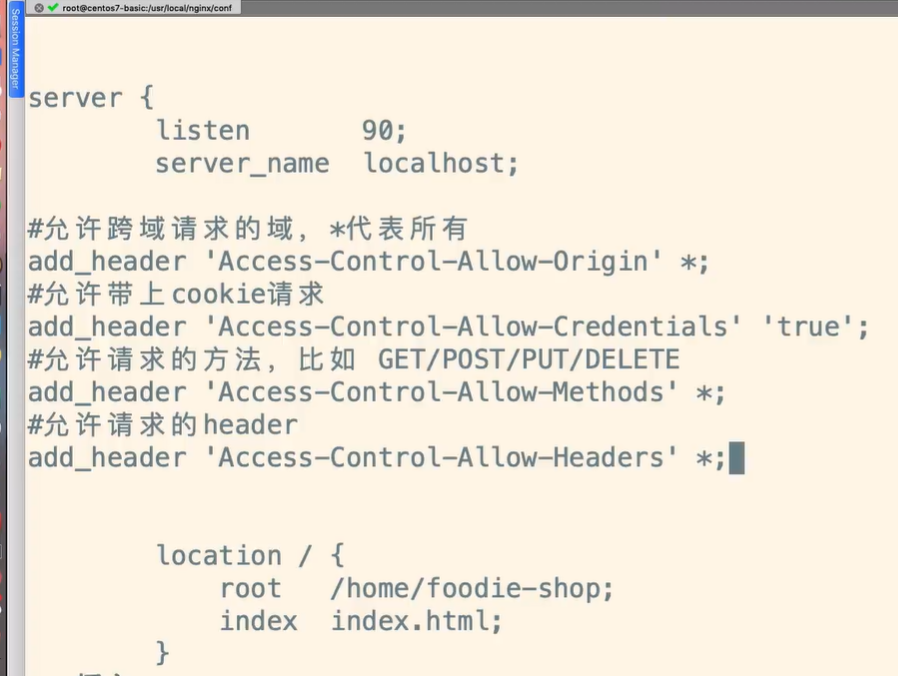 root@centos7-basic:/usr/local/nginx/conf
Session Manager
server {
listen 90;
server_name localhost;
#允许跨域请求的域，*代表所有
add_header 'Access-Control-Allow-Origin' *;
#允许带上cookie请求
add_header 'Access-Control-Allow-Credentials' 'true';
#允许请求的方法，比如 GET/POST/PUT/DELETE
add_header 'Access-Control-Allow-Methods' *;
#允许请求的header
add_header 'Access-Control-Allow-Headers' *;
location / {
root /home/foodie-shop;
index index.html;
}